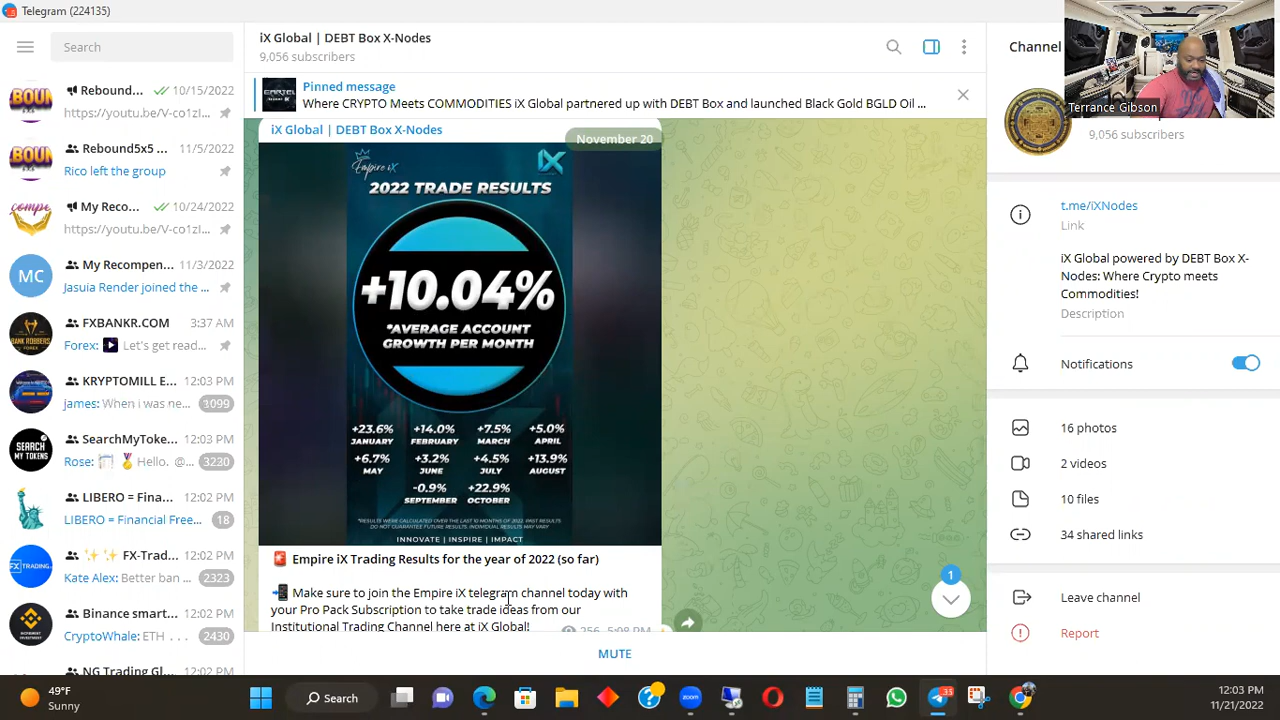 Telegram (224135)
Search
Rebound... 10/15/2022
https://youtu.be/V-co1zI...
Rebound5x5 ... 11/5/2022
Rico left the group
My Reco... 10/24/2022
https://youtu.be/V-co1zI...
MC
My Recompen... 11/3/2022
Jasuia Render joined the ...
FXBANKR.COM 3:37 AM
Forex: Let's get read...
KRYPTOMILL E... 12:03 PM
james: When i was ne... 3099
SearchMyToke... 12:03 PM
Rose: Hello. @... 3230
LIBERO = Fina... 12:02 PM
LIBERO = Financial Free... 18
FX-Trad... 12:02 PM
Kate Alex: Better ban ... 2323
Binance smart... 12:02 PM
CryptoWhale: ETH . . . 2430
NG Trading Gl... 12:02 PM
iX Global | DEBT Box X-Nodes
9,056 subscribers
Pinned message
Where CRYPTO Meets COMMODITIES iX Global partnered up with DEBT Box and launched Black Gold BGLD Oil ...
iX Global | DEBT Box X-Nodes
November 20
Empire iX
iX
2022 TRADE RESULTS
+10.04%
*AVERAGE ACCOUNT
GROWTH PER MONTH
+23.6% +14.0% +7.5% +5.0%
JANUARY FEBRUARY MARCH APRIL
+6.7% +3.2% +4.5% +13.9%
MAY JUNE JULY AUGUST
-0.9% +22.9%
SEPTEMBER OCTOBER
*RESULTS WERE CALCULATED OVER THE LAST 10 MONTHS OF 2022. PAST RESULTS
DO NOT GUARANTEE FUTURE RESULTS. INDIVIDUAL RESULTS MAY VARY
INNOVATE | INSPIRE | IMPACT
Empire iX Trading Results for the year of 2022 (so far)
Make sure to join the Empire iX telegram channel today with
your Pro Pack Subscription to take trade ideas from our
Institutional Trading Channel here at iX Global!
256 5:08 PM
1
MUTE
Channel
Terrance Gibson
9,056 subscribers
t.me/iXNodes
Link
iX Global powered by DEBT Box X-
Nodes: Where Crypto meets
Commodities!
Description
Notifications
16 photos
2 videos
10 files
34 shared links
Leave channel
Report
49°F
Sunny
Search
zoom
35
12:03 PM
11/21/2022